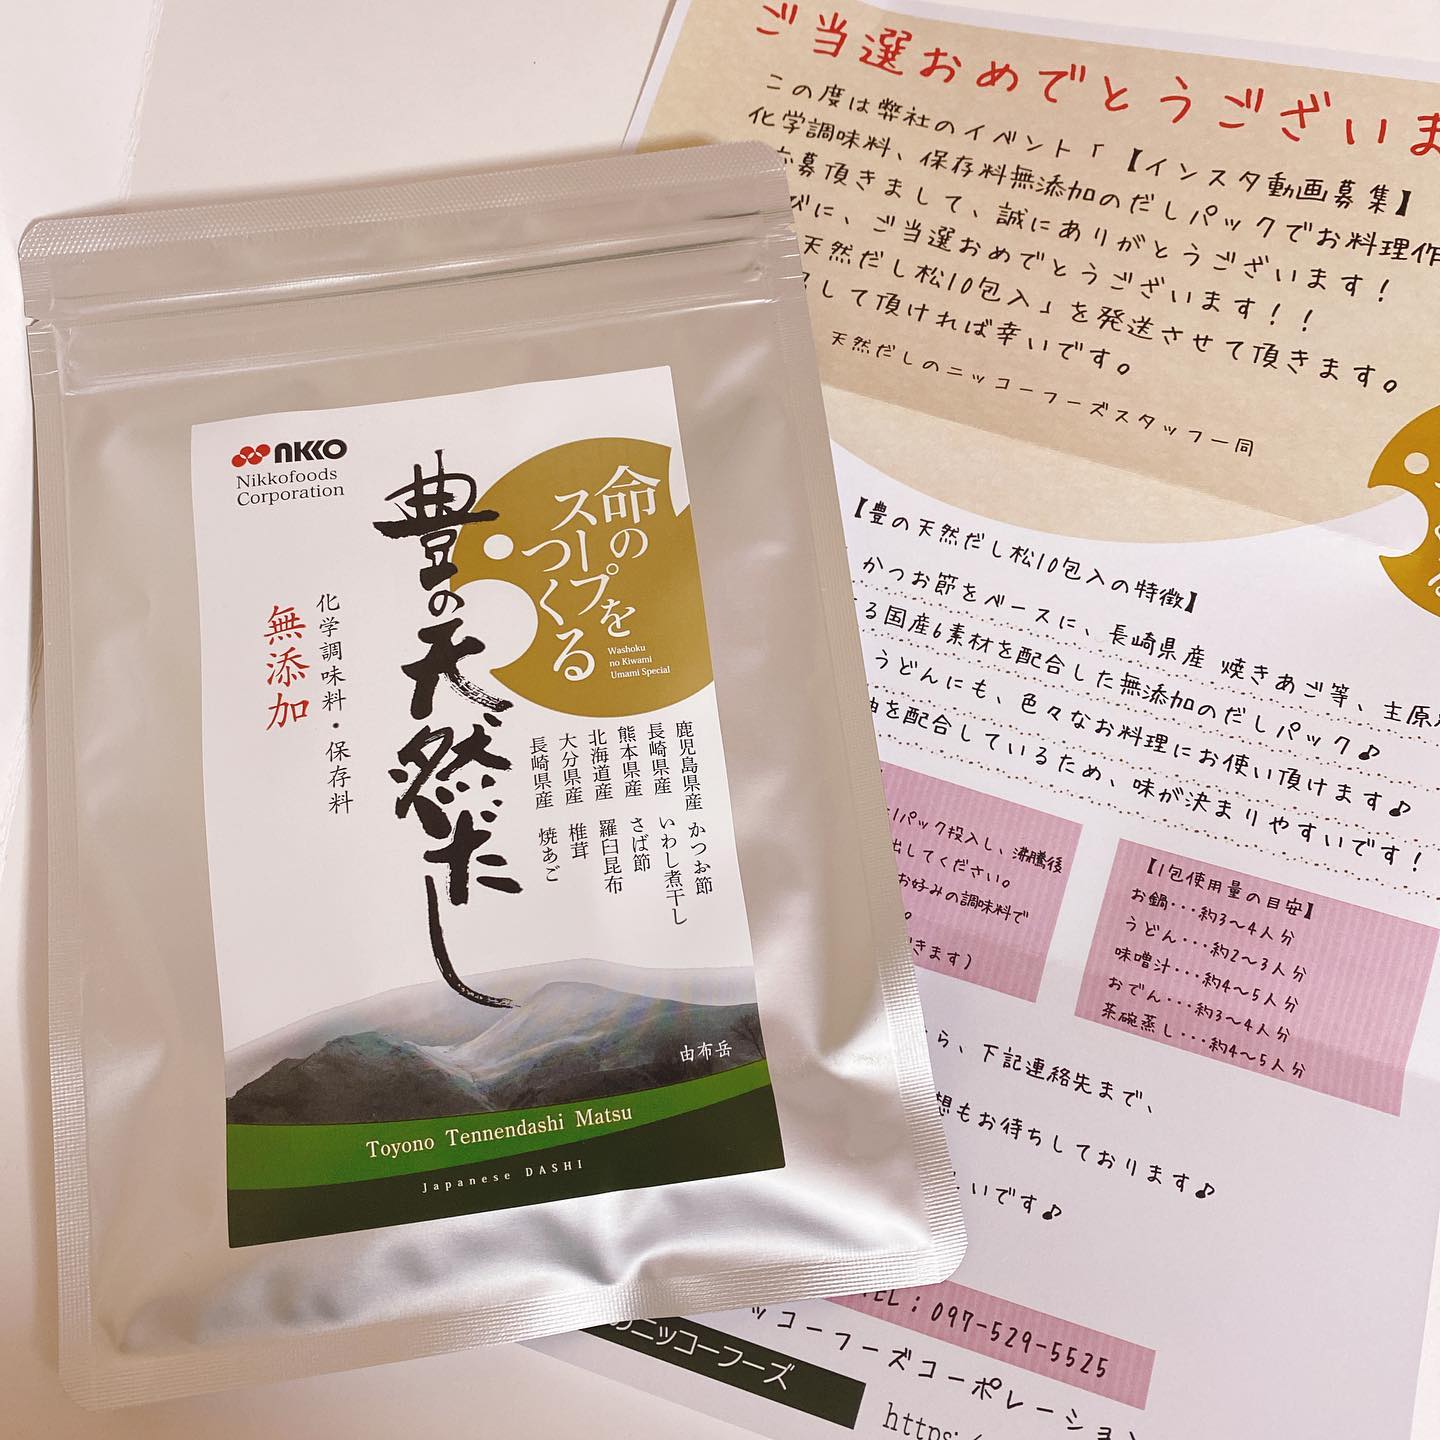 nikko
Nikkofoods
Corporation
命の
スープを
つくる
Washoku
no Kiwami
Umami Special
豊の天然だし
化学調味料・保存料
無添加
鹿児島県産 かつお節
長崎県産 いわし煮干し
熊本県産 さば節
北海道産 羅臼昆布
大分県産 椎茸
長崎県産 焼あご
由布岳
Toyono Tennendashi Matsu
Japanese DASHI
ご当選おめでとうございま
この度は弊社のイベント「【インスタ動画募集】
化学調味料、保存料無添加のだしパックでお料理作
募頂きまして、誠にありがとうございます！
びに、ご当選おめでとうございます！！
天然だし松10包入」を発送させて頂きます。
して頂ければ幸いです。
天然だしのニッコーフーズスタッフ一同
【豊の天然だし松10包入の特徴】
かつお節をベースに、長崎県産 焼きあご等、主原
る国産6素材を配合した無添加のだしパック♪
うどんにも、色々なお料理にお使い頂けます♪
を配合しているため、味が決まりやすいです！
1パック投入し、沸騰後
出してください。
お好みの調味料で
。
きます）
【1包使用量の目安】
お鍋･･･約3～4人分
うどん･･･約2～3人分
味噌汁･･･約4～5人分
おでん･･･約3～4人分
茶碗蒸し･･･約4～5人分
ら、下記連絡先まで、
想もお待ちしております♪
いです♪
TEL：097-529-5525
ニッコーフーズ
ッコーフーズコーポレーション
https:/